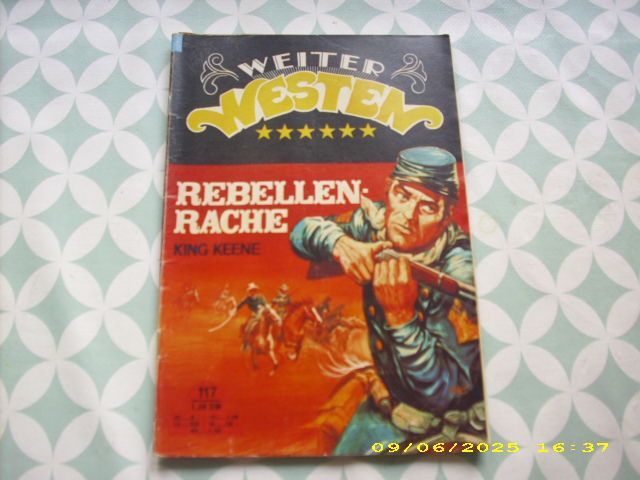 WEITER
WESTEN
REBELLEN-
RACHE
KING KEENE
117
09/06/2025 16:37